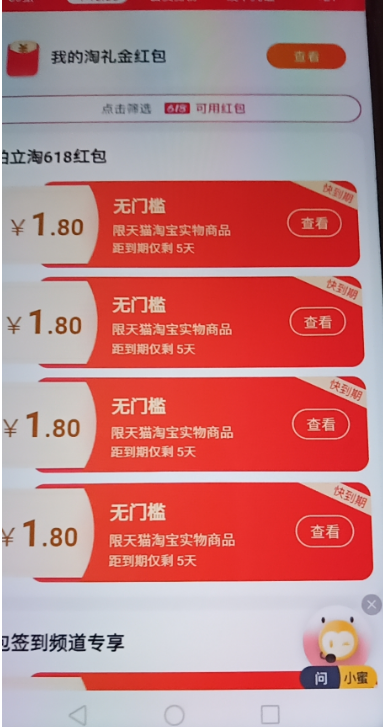 我的淘礼金红包
查看
点击筛选 618 可用红包
拍立淘618红包
快到期
¥1.80
无门槛
限天猫淘宝实物商品
距到期仅剩 5天
查看
快到期
¥1.80
无门槛
限天猫淘宝实物商品
距到期仅剩 5天
查看
快到期
¥1.80
无门槛
限天猫淘宝实物商品
距到期仅剩 5天
查看
快到期
¥1.80
无门槛
限天猫淘宝实物商品
距到期仅剩 5天
查看
包签到频道专享
问 小蜜